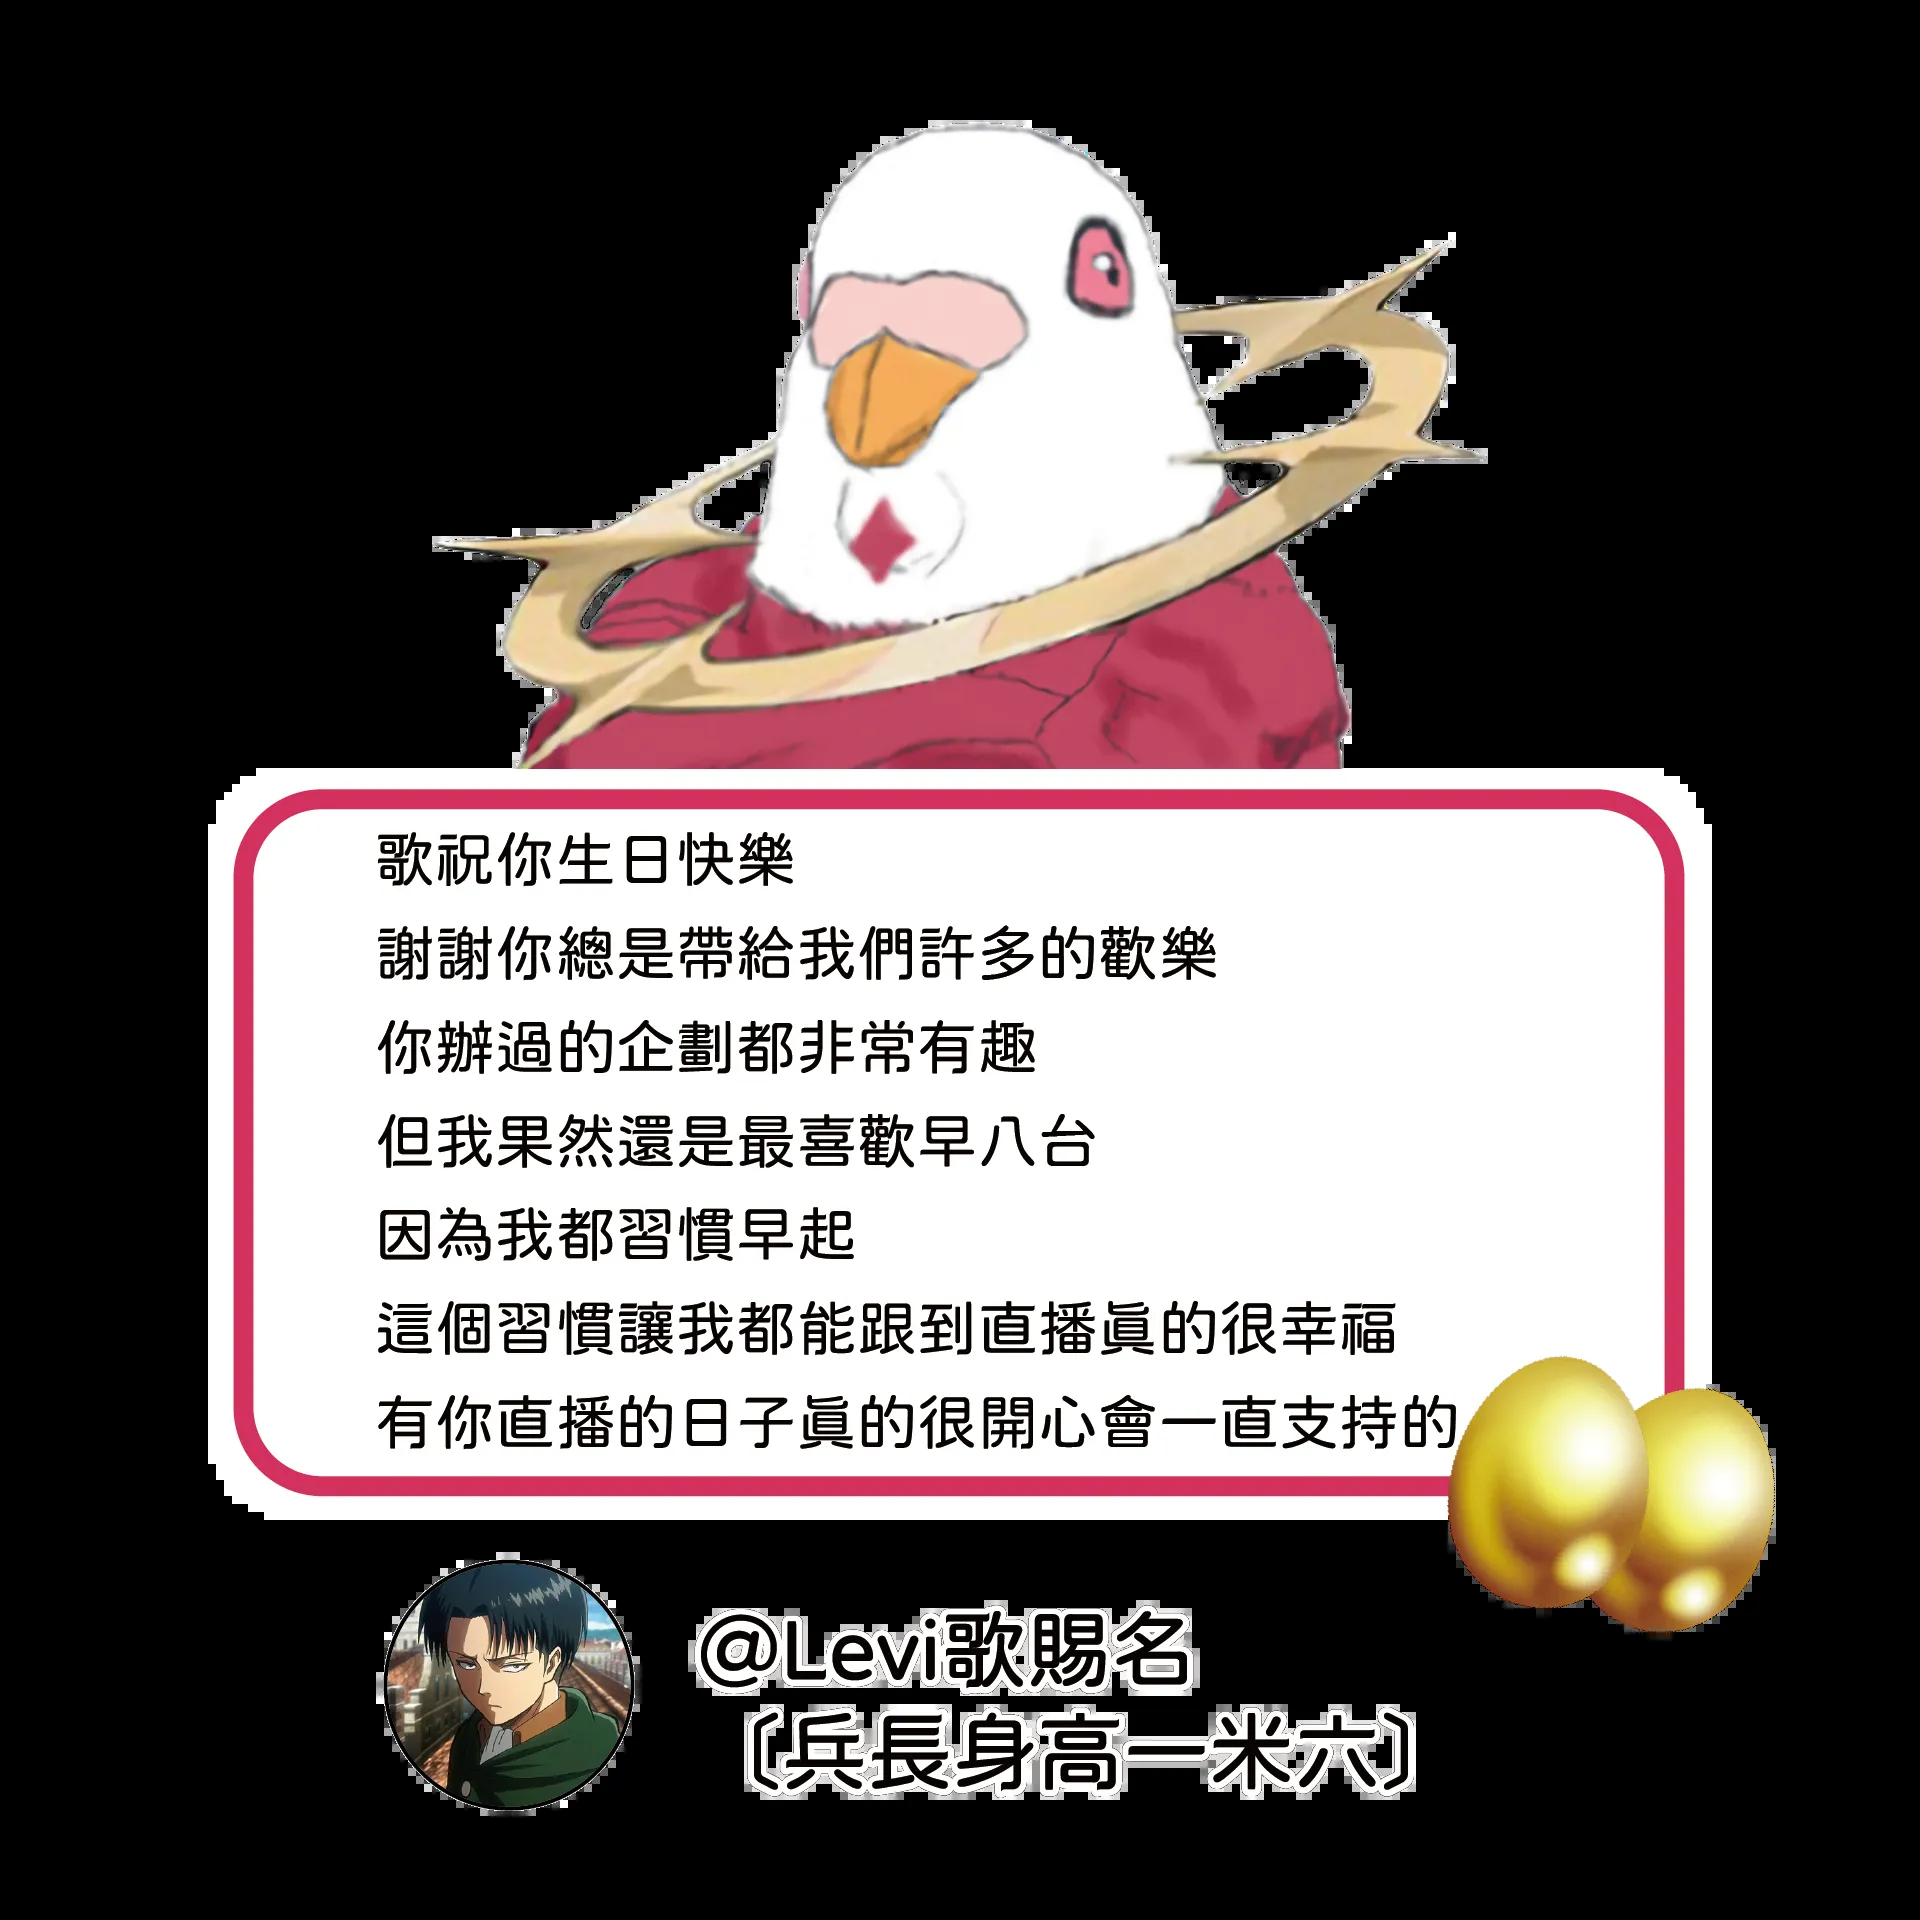 歌祝你生日快樂
謝謝你總是帶給我們許多的歡樂
你辦過的企劃都非常有趣
但我果然還是最喜歡早八台
因為我都習慣早起
這個習慣讓我都能跟到直播眞的很幸福
有你直播的日子眞的很開心會一直支持的
@Levi歌賜名
〔兵長身高一米六〕